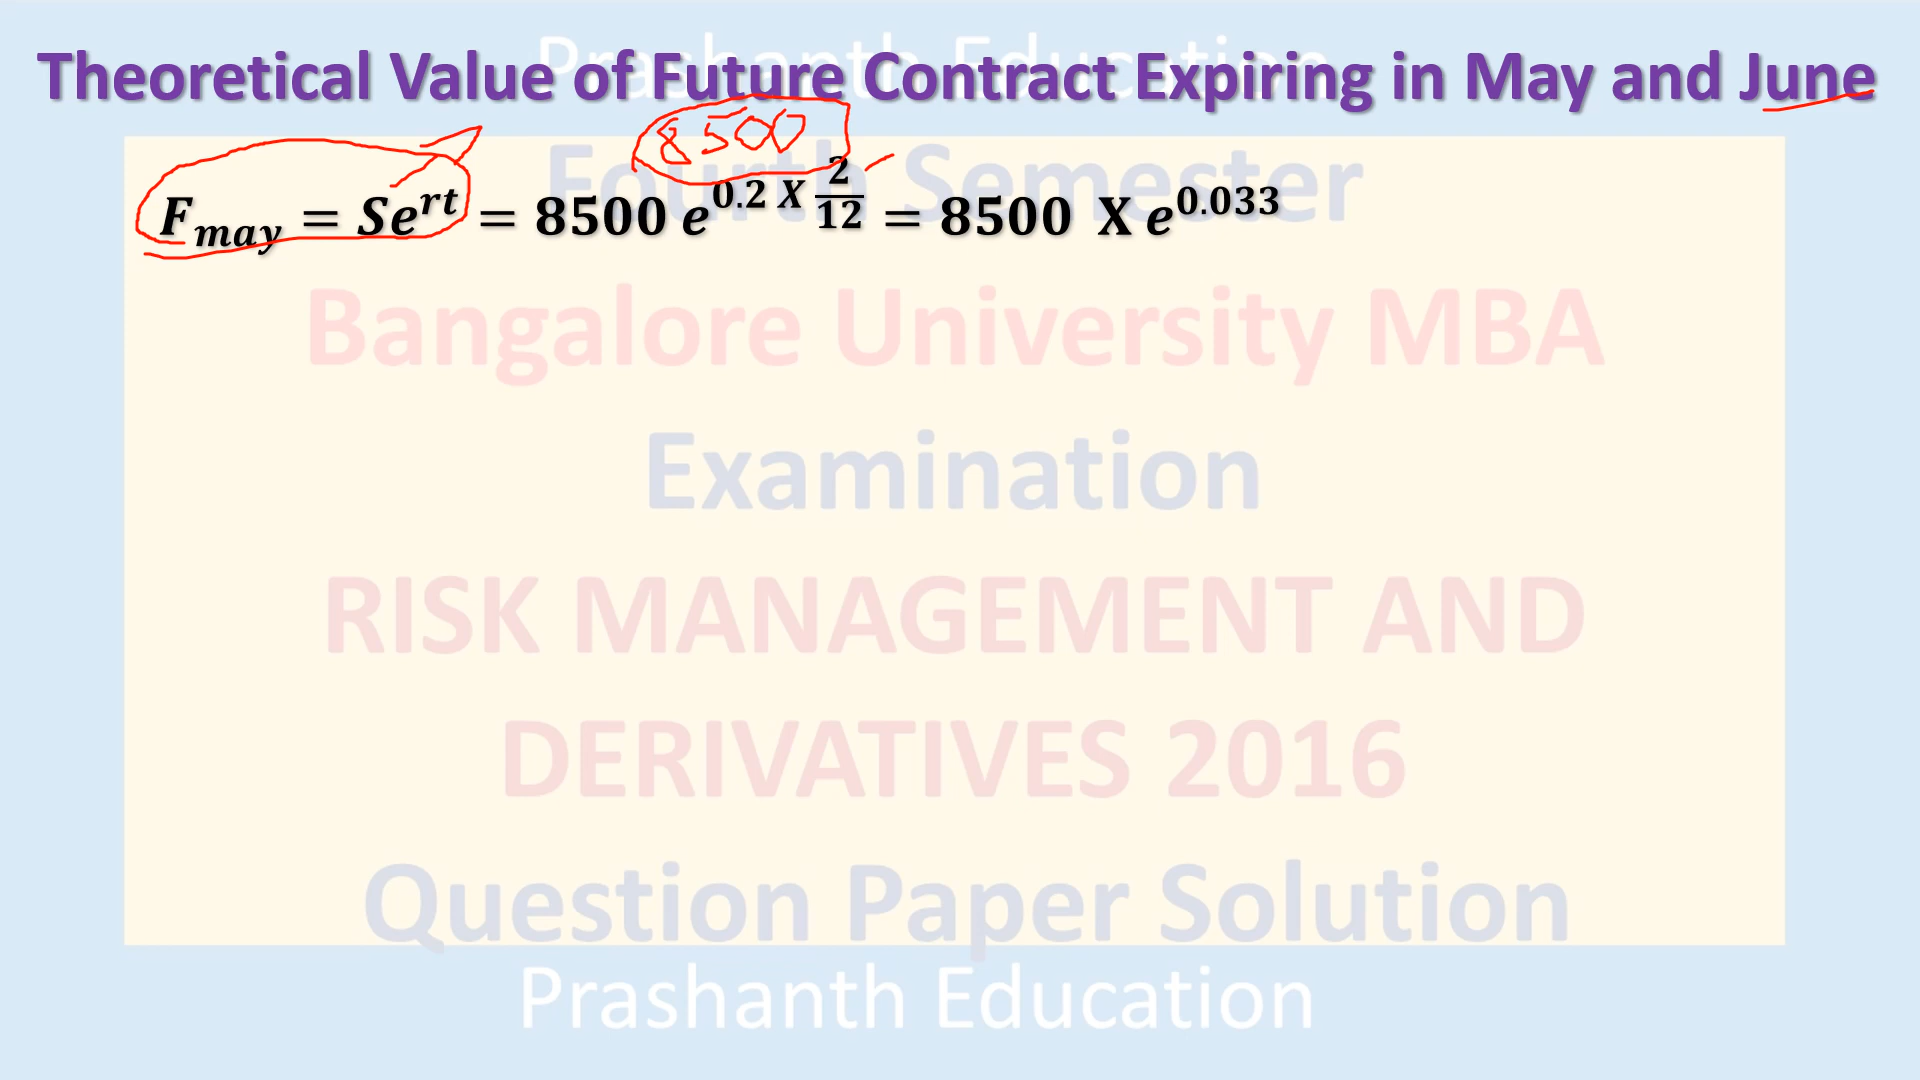 Prashanth Education
Theoretical Value of Future Contract Expiring in May and June
8500
Fourth Semester
F_may = Se^rt = 8500 e^(0.2 X 2/12) = 8500 X e^0.033
Bangalore University MBA
Examination
RISK MANAGEMENT AND
DERIVATIVES 2016
Question Paper Solution
Prashanth Education